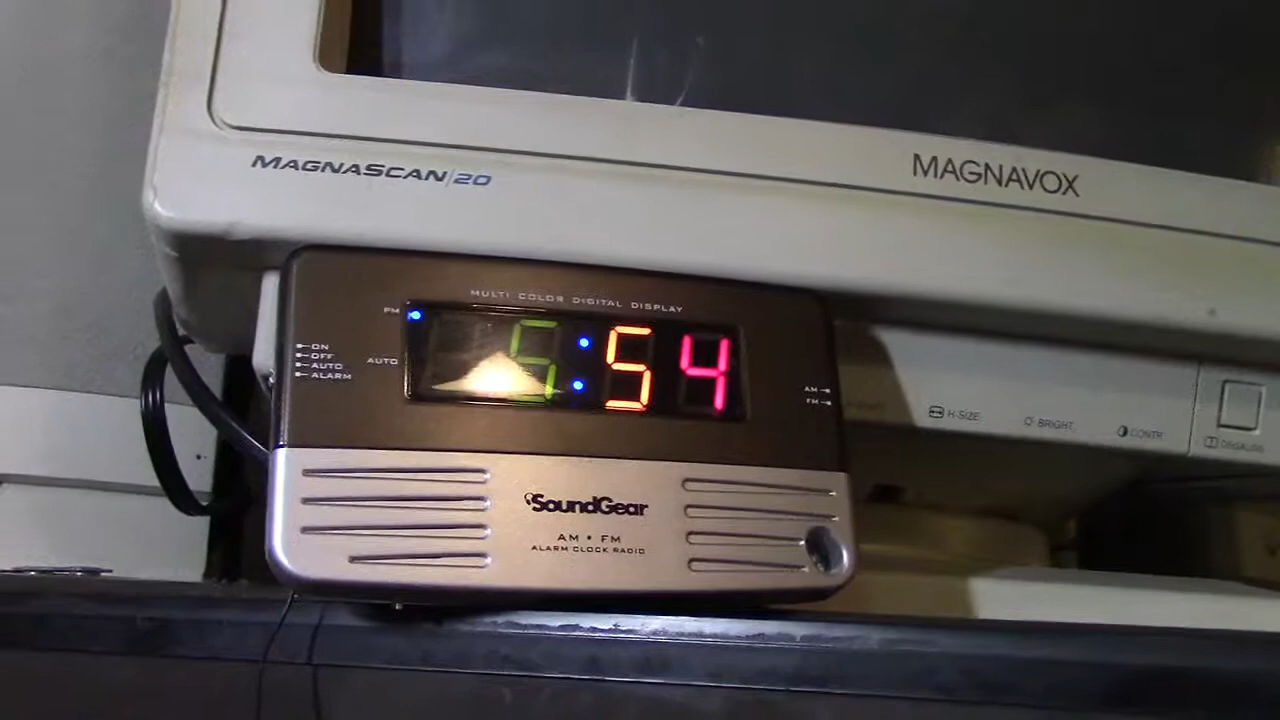 MAGNASCAN/20
MAGNAVOX
MULTI COLOR DIGITAL DISPLAY
PM
5:54
ON
OFF
AUTO
ALARM
AUTO
AM
FM
H-SIZE
BRIGHT
CONTR
SoundGear
AM • FM
ALARM CLOCK RADIO